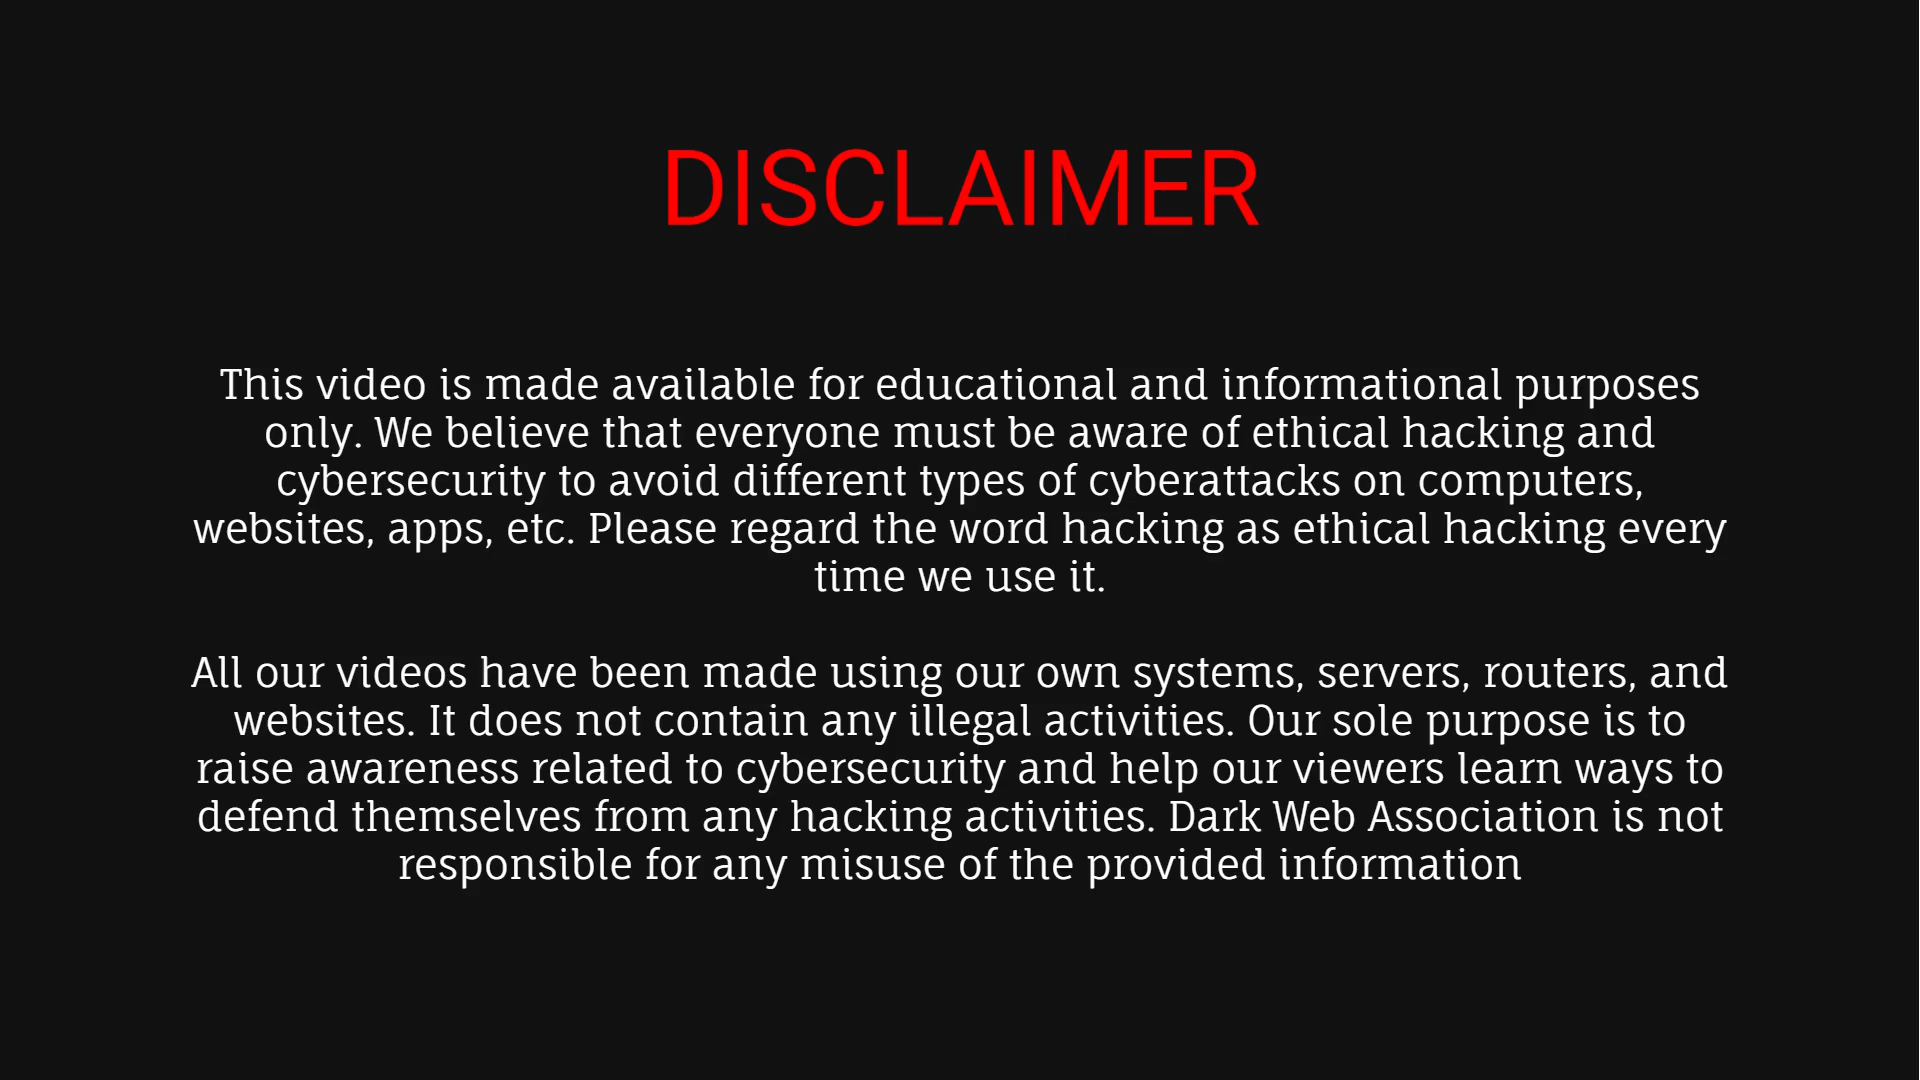 DISCLAIMER
This video is made available for educational and informational purposes
only. We believe that everyone must be aware of ethical hacking and
cybersecurity to avoid different types of cyberattacks on computers,
websites, apps, etc. Please regard the word hacking as ethical hacking every
time we use it.
All our videos have been made using our own systems, servers, routers, and
websites. It does not contain any illegal activities. Our sole purpose is to
raise awareness related to cybersecurity and help our viewers learn ways to
defend themselves from any hacking activities. Dark Web Association is not
responsible for any misuse of the provided information